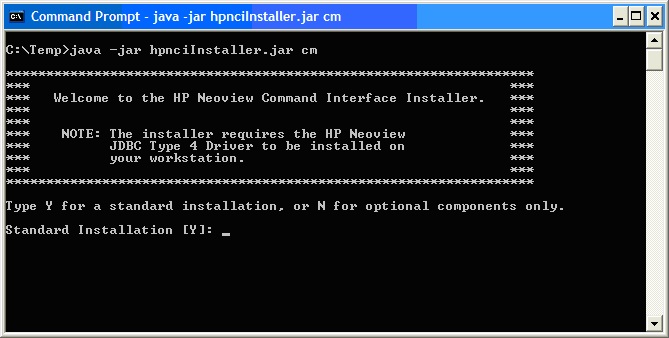 Command Prompt - java -jar hpnciInstaller.jar cm
C:\Temp>java -jar hpnciInstaller.jar cm
*******************************************************************
***                                                             ***
***   Welcome to the HP Neoview Command Interface Installer.    ***
***                                                             ***
***                                                             ***
***    NOTE: The installer requires the HP Neoview              ***
***          JDBC Type 4 Driver to be installed on              ***
***          your workstation.                                  ***
***                                                             ***
*******************************************************************
Type Y for a standard installation, or N for optional components only.
Standard Installation [Y]: _